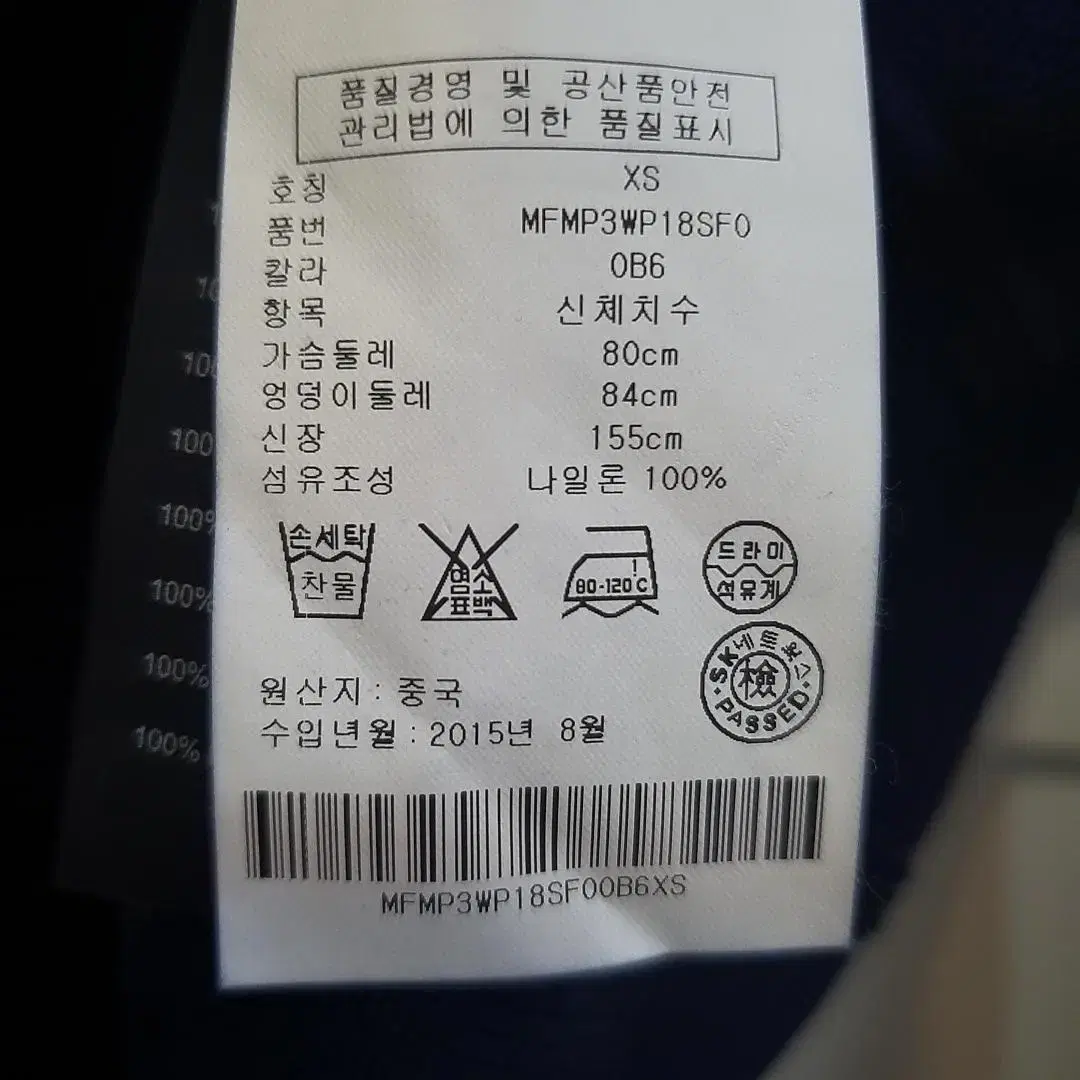 품질경영 및 공산품안전
관리법에 의한 품질표시
호칭 XS
품번 MFMP3WP18SF0
칼라 0B6
항목 신체치수
가슴둘레 80cm
엉덩이둘레 84cm
신장 155cm
섬유조성 나일론 100%
손세탁
찬물
염소
표백
80-120℃
드라이
석유계
SK네트웍스
檢
PASSED
원산지 : 중국
수입년월 : 2015년 8월
MFMP3WP18SF00B6XS
100
100%
100%
100%
100%